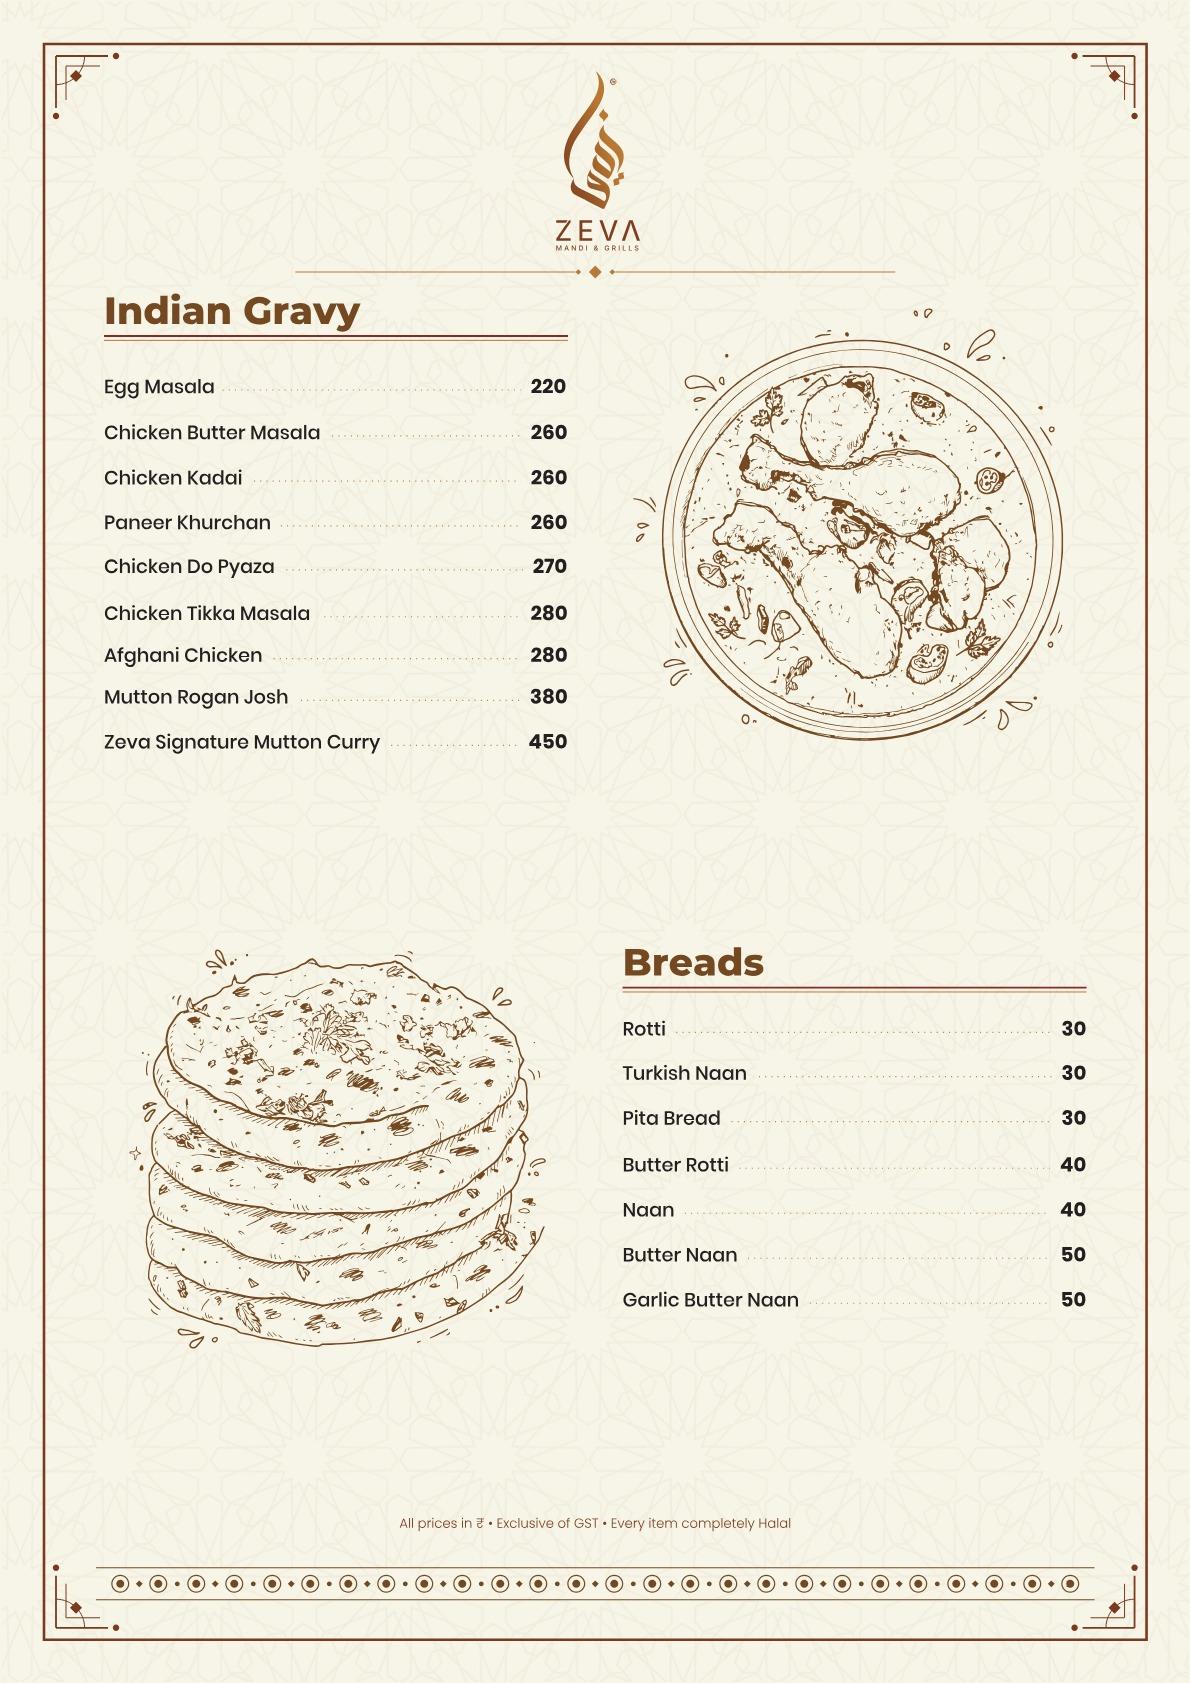 ZEVA
MANDI & GRILLS
Indian Gravy
Egg Masala 220
Chicken Butter Masala 260
Chicken Kadai 260
Paneer Khurchan 260
Chicken Do Pyaza 270
Chicken Tikka Masala 280
Afghani Chicken 280
Mutton Rogan Josh 380
Zeva Signature Mutton Curry 450
Breads
Rotti 30
Turkish Naan 30
Pita Bread 30
Butter Rotti 40
Naan 40
Butter Naan 50
Garlic Butter Naan 50
All prices in ₹ • Exclusive of GST • Every item completely Halal